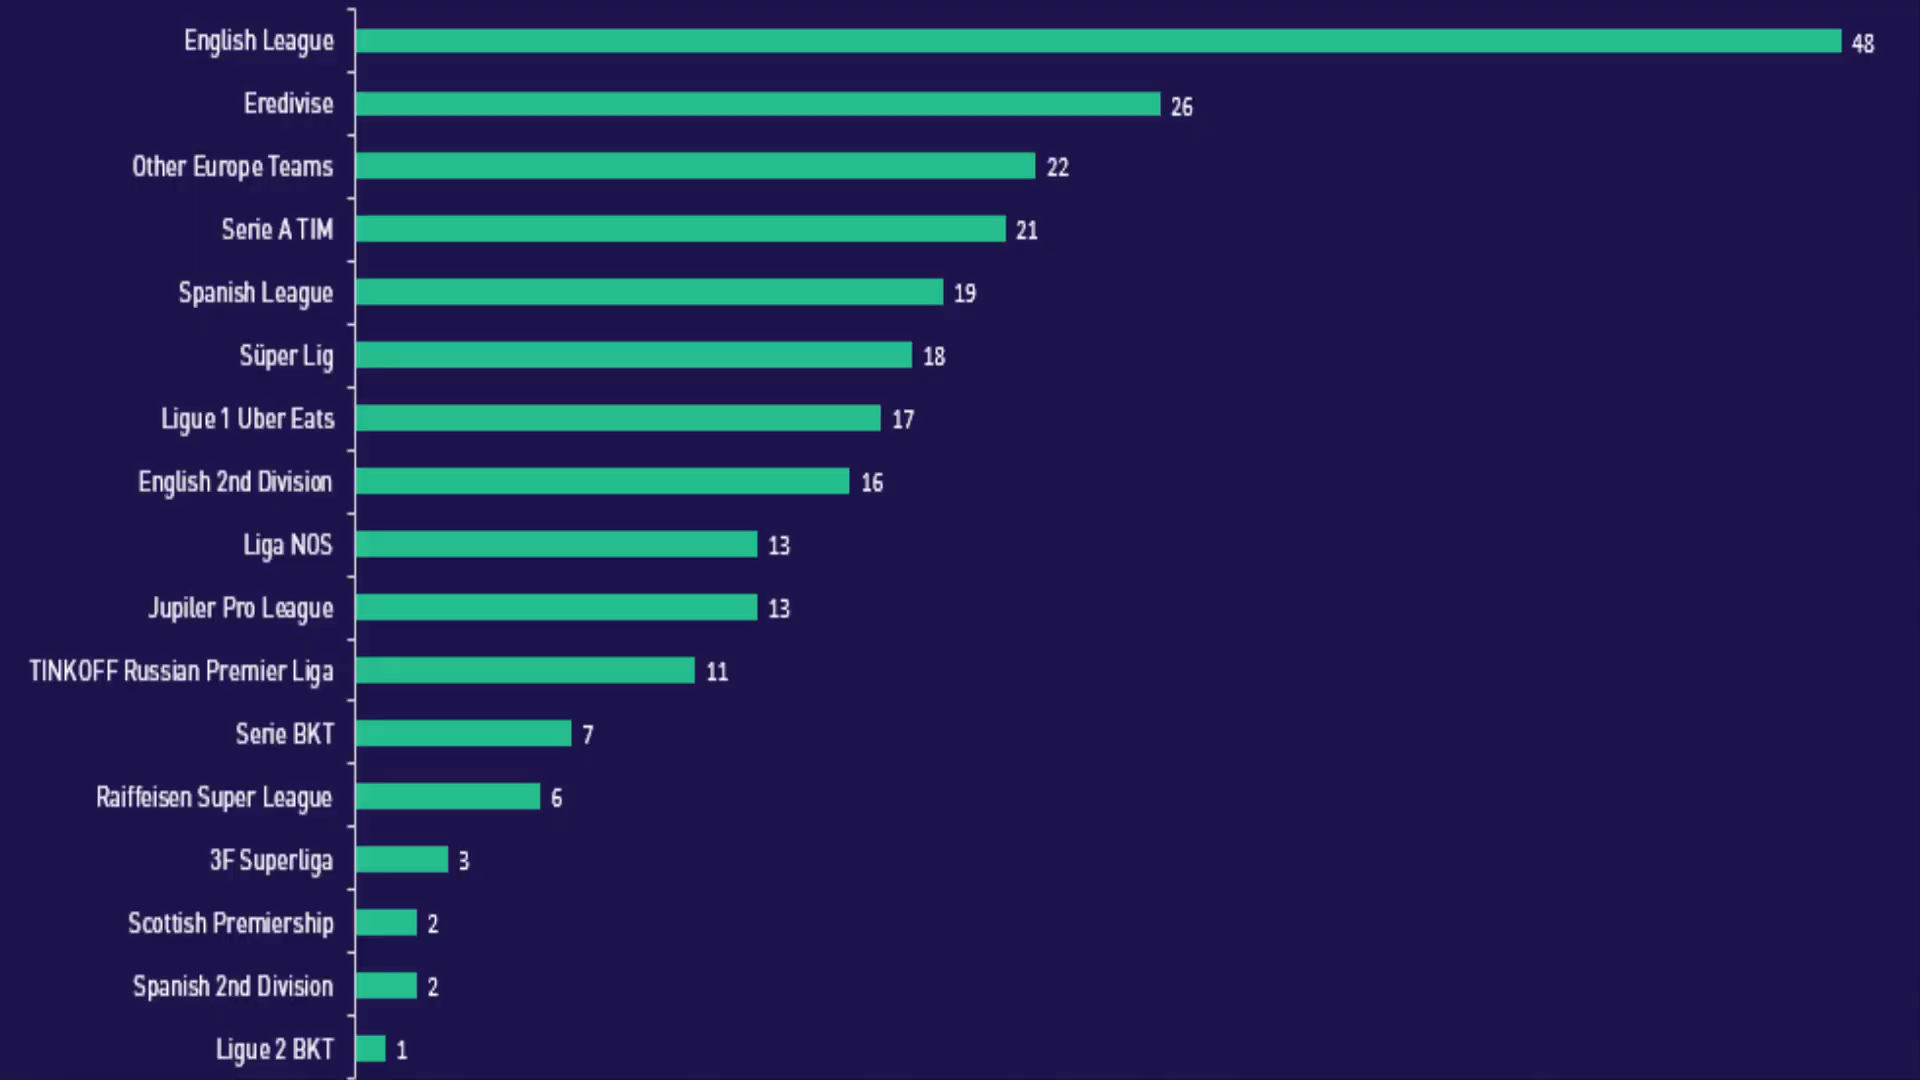 English League 48
Eredivise 26
Other Europe Teams 22
Serie A TIM 21
Spanish League 19
Süper Lig 18
Ligue 1 Uber Eats 17
English 2nd Division 16
Liga NOS 13
Jupiler Pro League 13
TINKOFF Russian Premier Liga 11
Serie BKT 7
Raiffeisen Super League 6
3F Superliga 3
Scottish Premiership 2
Spanish 2nd Division 2
Ligue 2 BKT 1